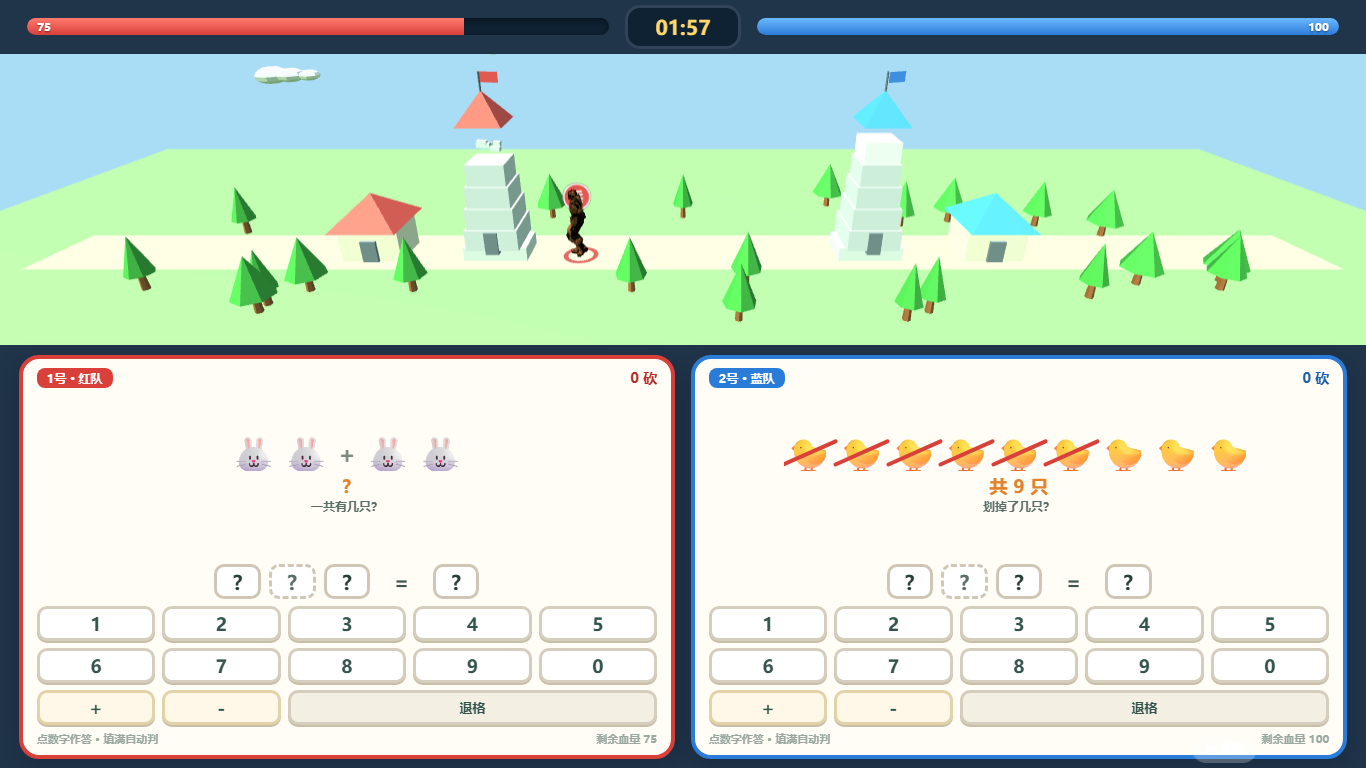 75
01:57
100
1号・红队
0 砍
+
?
一共有几只?
? ? ? = ?
1 2 3 4 5
6 7 8 9 0
+ - 退格
点数字作答・填满自动判
剩余血量 75
2号・蓝队
0 砍
共 9 只
划掉了几只?
? ? ? = ?
1 2 3 4 5
6 7 8 9 0
+ - 退格
点数字作答・填满自动判
剩余血量 100